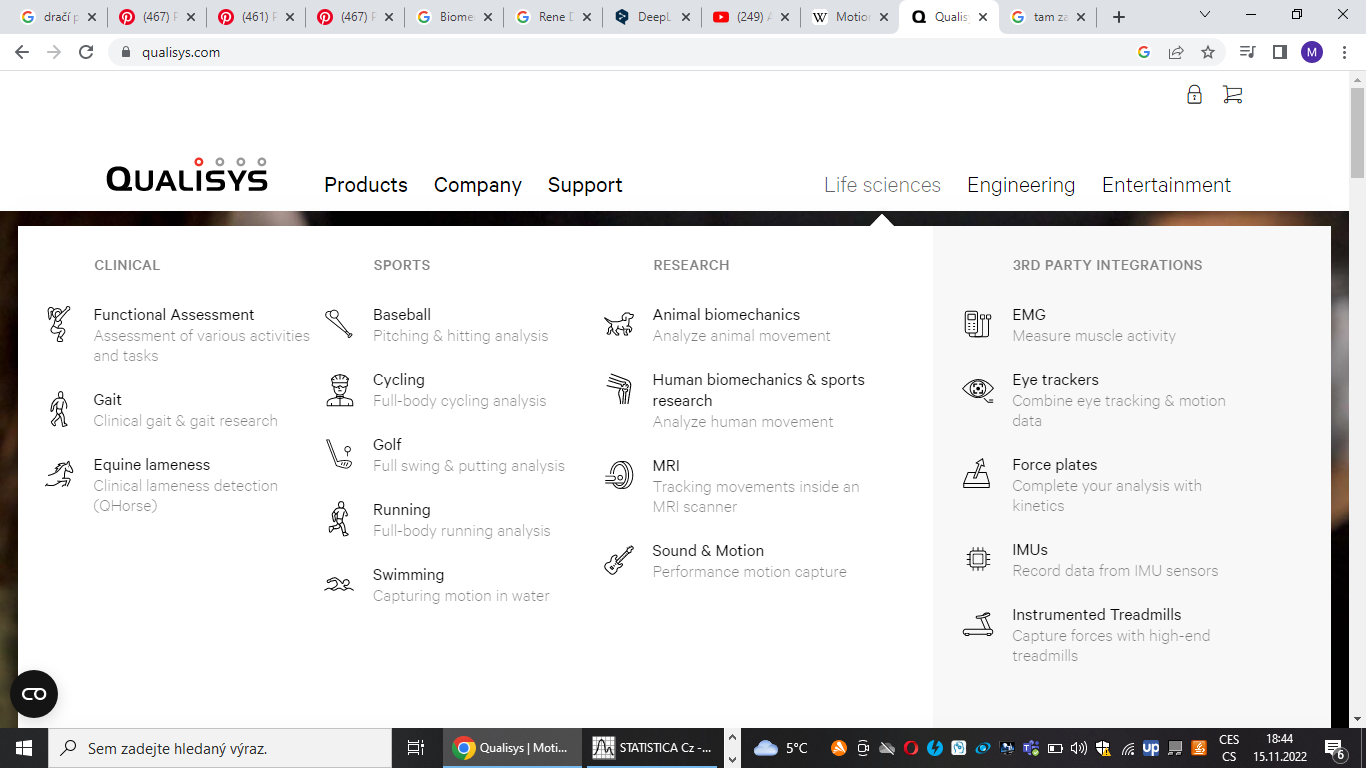 dračí p
(467) P
(461) P
(467) P
Biome
Rene D
DeepL
(249) A
Motion
Qualis
tam za
qualisys.com
M
QUALISYS
Products
Company
Support
Life sciences
Engineering
Entertainment
CLINICAL
Functional Assessment
Assessment of various activities
and tasks
Gait
Clinical gait & gait research
Equine lameness
Clinical lameness detection
(QHorse)
SPORTS
Baseball
Pitching & hitting analysis
Cycling
Full-body cycling analysis
Golf
Full swing & putting analysis
Running
Full-body running analysis
Swimming
Capturing motion in water
RESEARCH
Animal biomechanics
Analyze animal movement
Human biomechanics & sports
research
Analyze human movement
MRI
Tracking movements inside an
MRI scanner
Sound & Motion
Performance motion capture
3RD PARTY INTEGRATIONS
EMG
Measure muscle activity
Eye trackers
Combine eye tracking & motion
data
Force plates
Complete your analysis with
kinetics
IMUs
Record data from IMU sensors
Instrumented Treadmills
Capture forces with high-end
treadmills
Sem zadejte hledaný výraz.
Qualisys | Moti...
STATISTICA Cz -...
5°C
up
CES
CS
18:44
15.11.2022
6